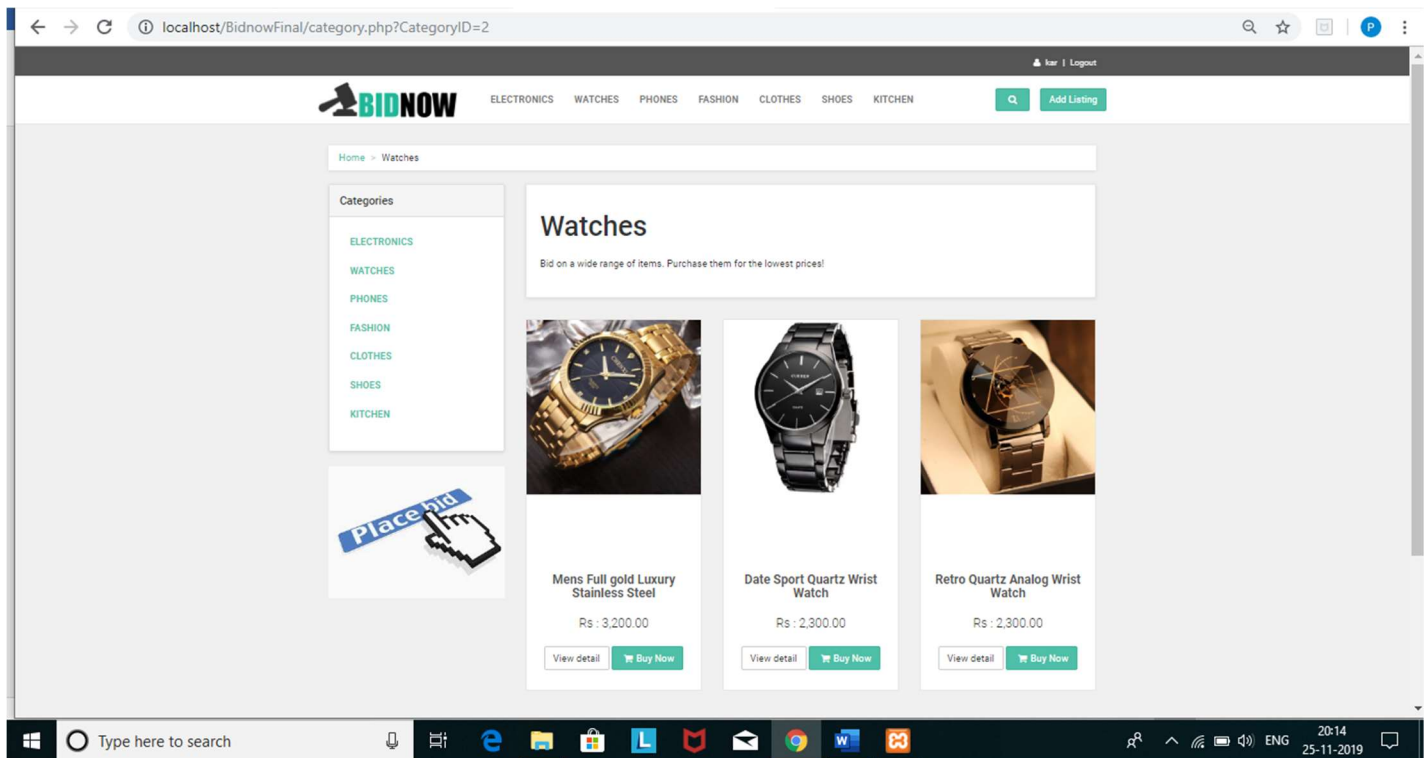 localhost/BidnowFinal/category.php?CategoryID=2
P
kar | Logout
BIDNOW
ELECTRONICS WATCHES PHONES FASHION CLOTHES SHOES KITCHEN
Add Listing
Home > Watches
Categories
ELECTRONICS
WATCHES
PHONES
FASHION
CLOTHES
SHOES
KITCHEN
Place bid
Watches
Bid on a wide range of items. Purchase them for the lowest prices!
Mens Full gold Luxury
Stainless Steel
Rs : 3,200.00
View detail Buy Now
Date Sport Quartz Wrist
Watch
Rs : 2,300.00
View detail Buy Now
Retro Quartz Analog Wrist
Watch
Rs : 2,300.00
View detail Buy Now
Type here to search
L
W
ENG
20:14
25-11-2019